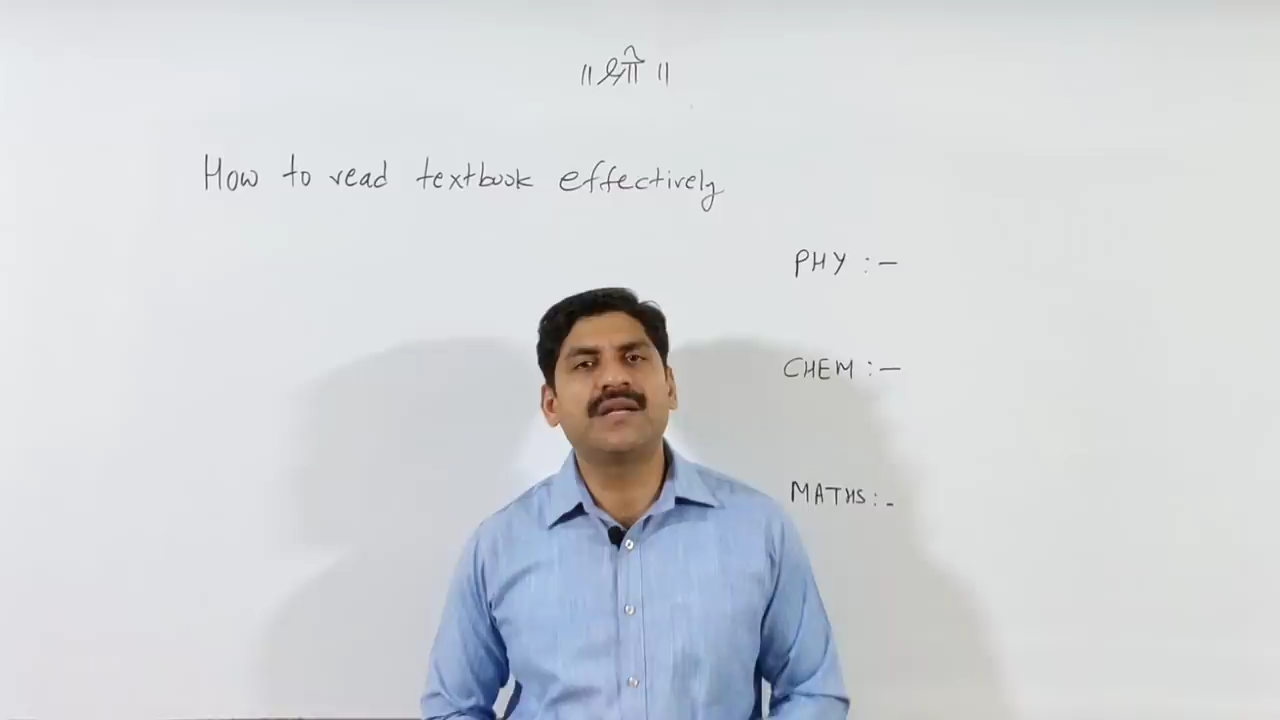 ॥ श्री ॥
How to read textbook effectively
PHY :-
CHEM :-
MATHS :-